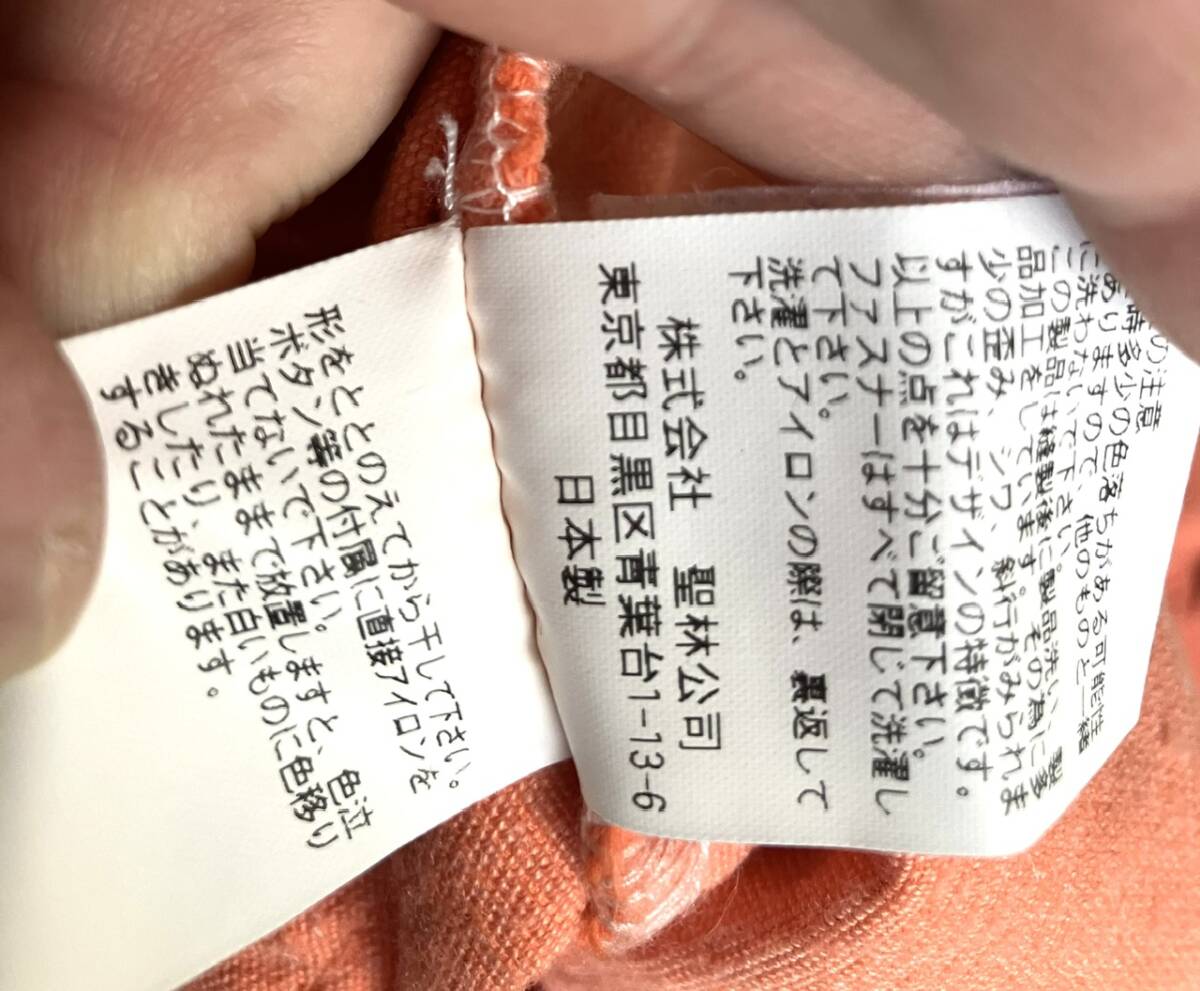 の注意
時多少の色落ちがある可能性
ありますので、他のものと一緒
に洗わないで下さい。
この製品は縫製後に。製品洗い、製
品加工をしています。その為に多
少の歪み、シワ、斜行がみられま
すがこれはデザインの特徴です。
以上の点を十分ご留意下さい。
ファスナーはすべて閉じて洗濯し
て下さい。
洗濯とアイロンの際は、裏返して
下さい。
株式会社 聖林公司
東京都目黒区青葉台1-13-6
日本製
形をととのえてから干して下さい。
ボタン等の付属に直接アイロンを
当てないで下さい。
ぬれたままで放置しますと、色泣
きしたり、また白いものに色移り
することがあります。